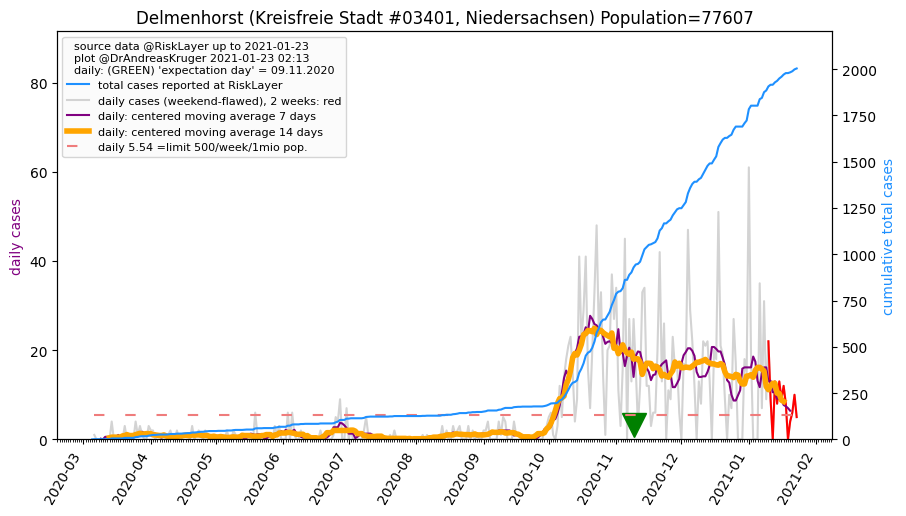 Delmenhorst (Kreisfreie Stadt #03401, Niedersachsen) Population=77607
source data @RiskLayer up to 2021-01-23
plot @DrAndreasKruger 2021-01-23 02:13
daily: (GREEN) 'expectation day' = 09.11.2020
total cases reported at RiskLayer
daily cases (weekend-flawed), 2 weeks: red
daily: centered moving average 7 days
daily: centered moving average 14 days
daily 5.54 =limit 500/week/1mio pop.
daily cases
80
60
40
20
0
cumulative total cases
2000
1750
1500
1250
1000
750
500
250
0
2020-03
2020-04
2020-05
2020-06
2020-07
2020-08
2020-09
2020-10
2020-11
2020-12
2021-01
2021-02